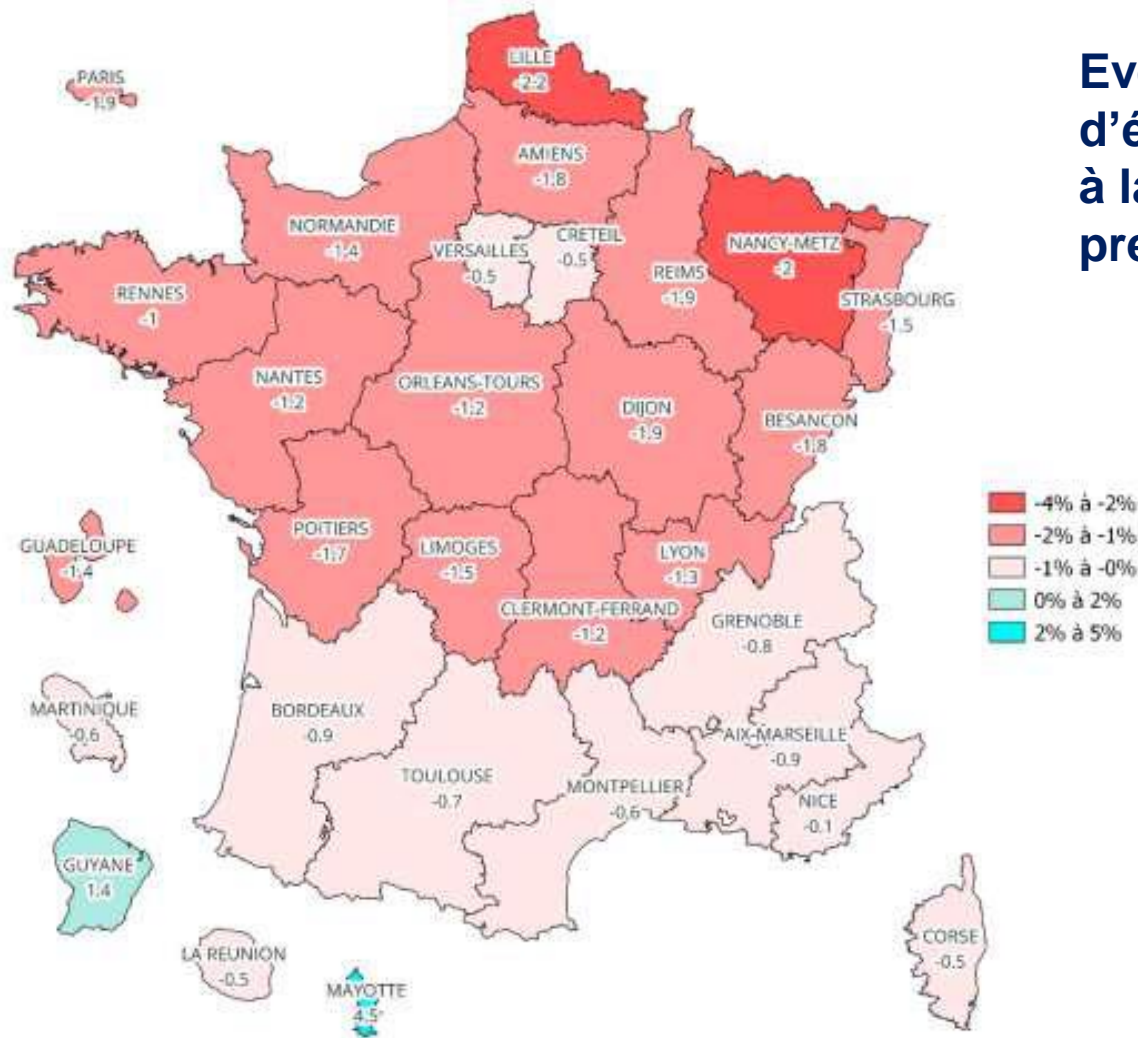 Ev
d'é
à la
pre
LILLE
-2.2
PARIS
-1.9
AMIENS
-1.8
NORMANDIE
-1.4
VERSAILLES
-0.5
CRETEIL
-0.5
NANCY-METZ
-2
REIMS
-1.9
STRASBOURG
-1.5
RENNES
-1
NANTES
-1.2
ORLEANS-TOURS
-1.2
DIJON
-1.9
BESANCON
-1.8
-4% à -2%
-2% à -1%
-1% à -0%
0% à 2%
2% à 5%
POITIERS
-1.7
LIMOGES
-1.5
LYON
-1.3
GUADELOUPE
-1.4
CLERMONT-FERRAND
-1.2
GRENOBLE
-0.8
MARTINIQUE
-0.6
BORDEAUX
-0.9
AIX-MARSEILLE
-0.9
TOULOUSE
-0.7
MONTPELLIER
-0.6
NICE
-0.1
GUYANE
1.4
CORSE
-0.5
LA REUNION
-0.5
MAYOTTE
4.5